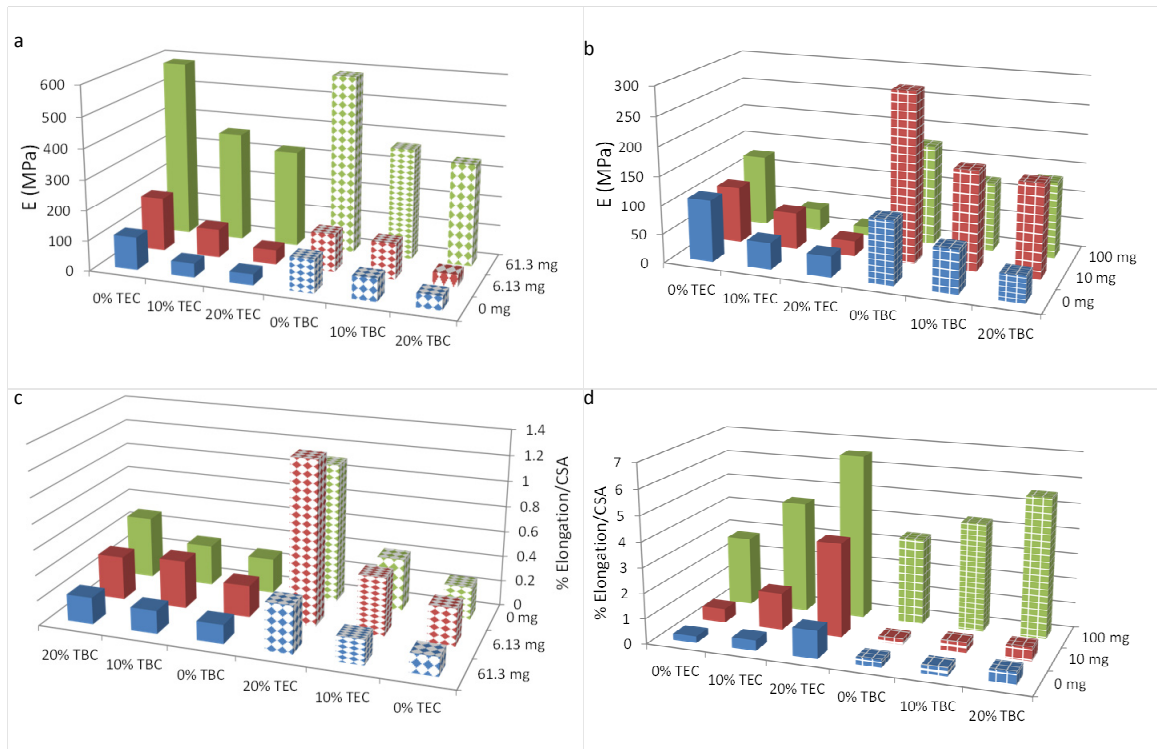 a
E (MPa)
600
500
400
300
200
100
0
0% TEC
10% TEC
20% TEC
0% TBC
10% TBC
20% TBC
61.3 mg
6.13 mg
0 mg
b
E (MPa)
300
250
200
150
100
50
0
0% TEC
10% TEC
20% TEC
0% TBC
10% TBC
20% TBC
100 mg
10 mg
0 mg
c
1.4
1.2
1
0.8
0.6
0.4
0.2
0
% Elongation/CSA
20% TBC
10% TBC
0% TBC
20% TEC
10% TEC
0% TEC
0 mg
6.13 mg
61.3 mg
d
% Elongation/CSA
7
6
5
4
3
2
1
0
0% TEC
10% TEC
20% TEC
0% TBC
10% TBC
20% TBC
100 mg
10 mg
0 mg